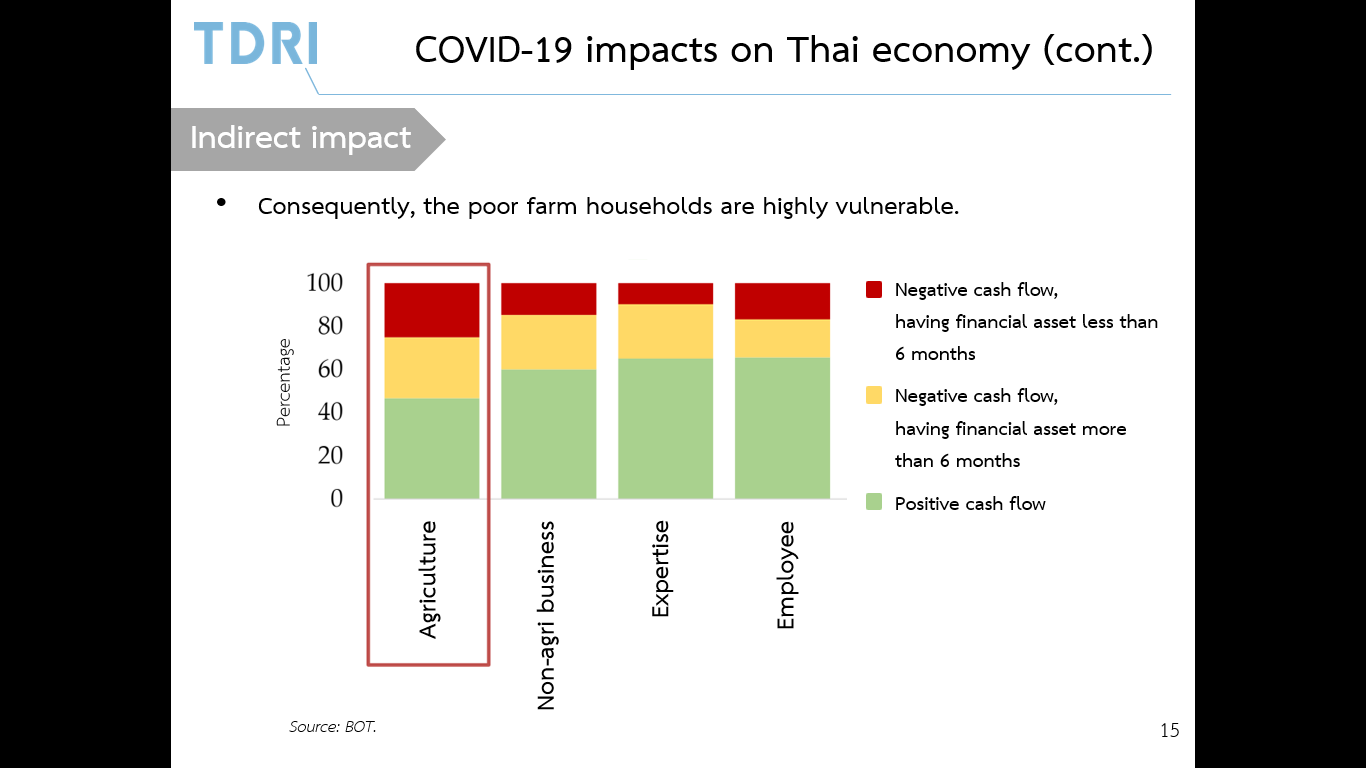 TDRI
COVID-19 impacts on Thai economy (cont.)
Indirect impact
• Consequently, the poor farm households are highly vulnerable.
Percentage
100
80
60
40
20
0
Agriculture
Non-agri business
Expertise
Employee
Negative cash flow,
having financial asset less than
6 months
Negative cash flow,
having financial asset more
than 6 months
Positive cash flow
Source: BOT.
15